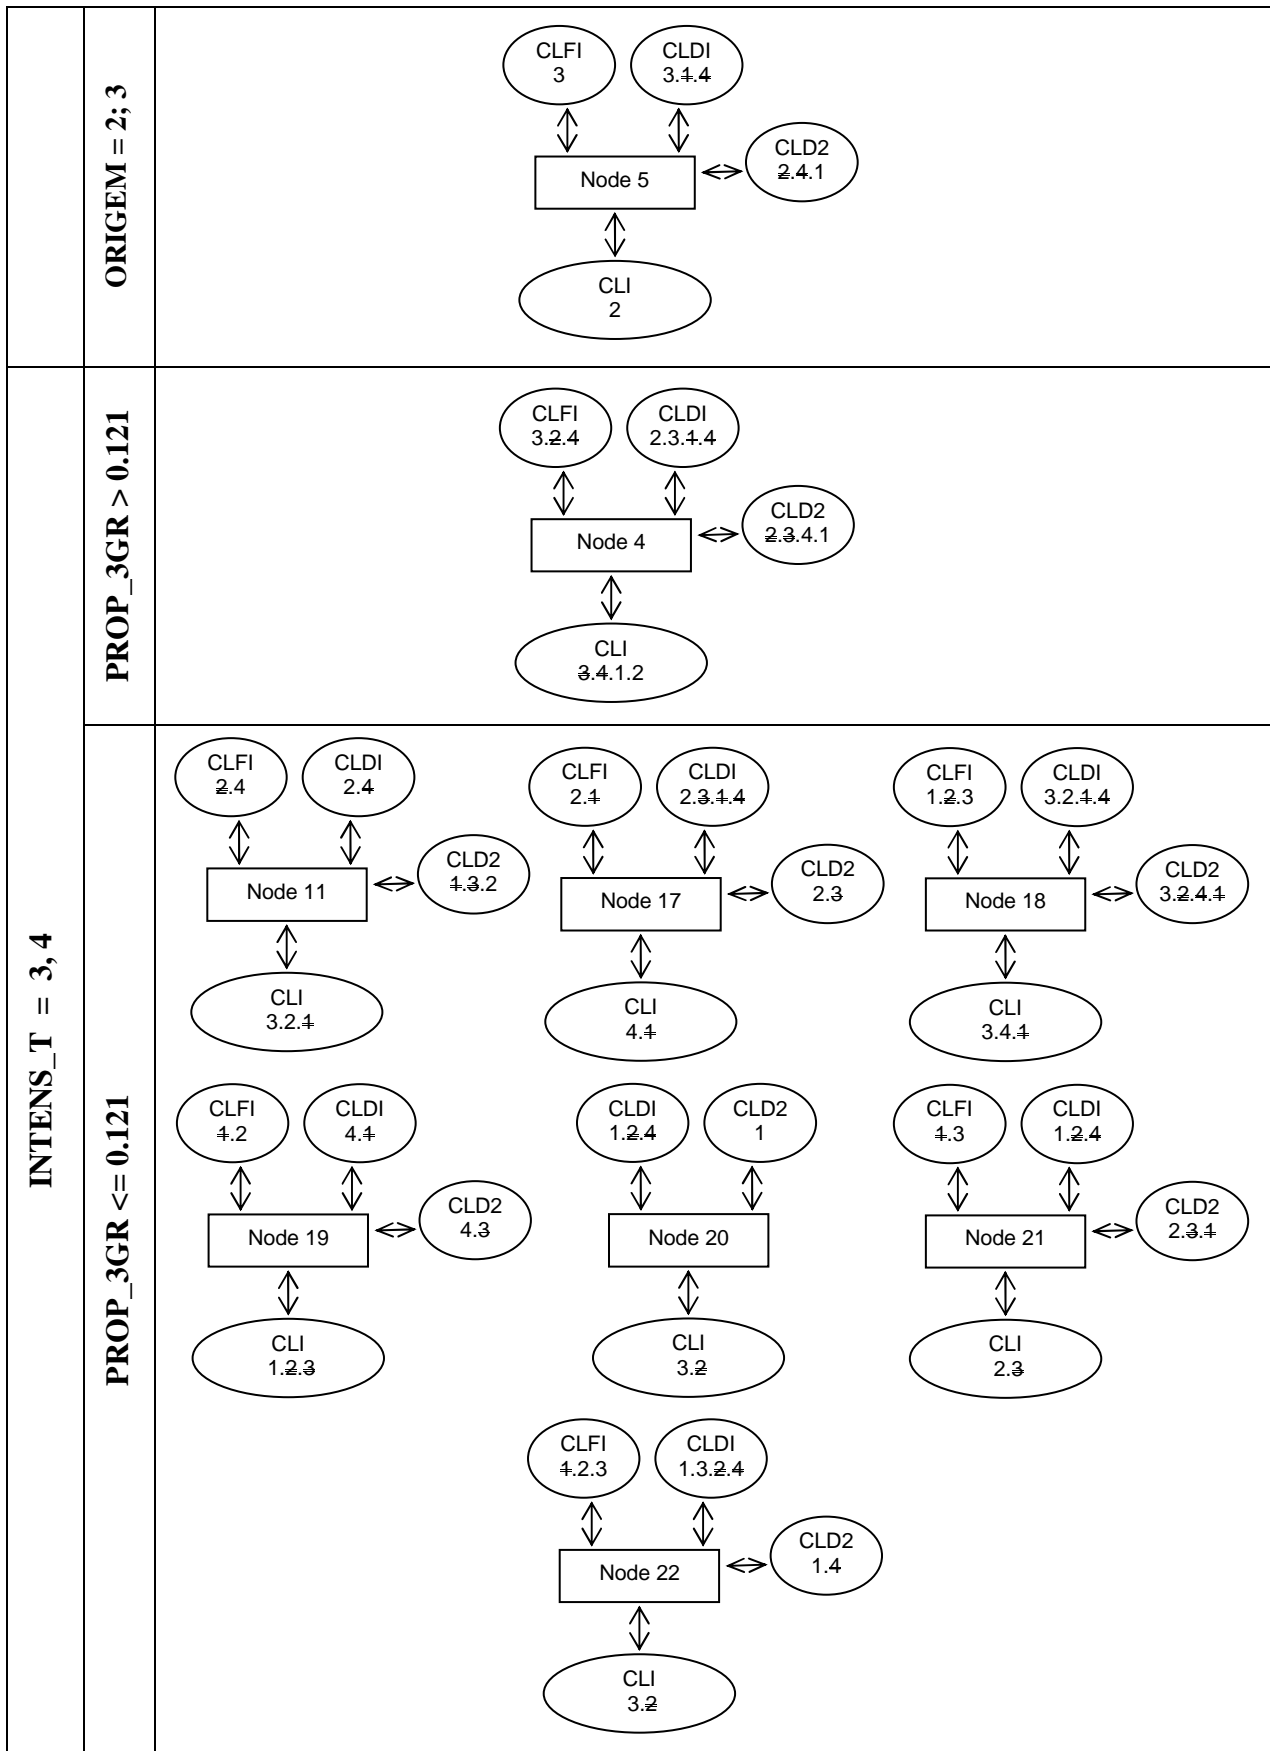 ORIGEM = 2; 3
CLFI
3
CLDI
3.1.4
CLD2
2.4.1
Node 5
CLI
2
INTENS_T = 3, 4
PROP_3GR > 0.121
CLFI
3.2.4
CLDI
2.3.1.4
CLD2
2.3.4.1
Node 4
CLI
3.4.1.2
PROP_3GR <= 0.121
CLFI
2.4
CLDI
2.4
CLD2
1.3.2
Node 11
CLI
3.2.1
CLFI
2.1
CLDI
2.3.1.4
CLD2
2.3
Node 17
CLI
4.1
CLFI
1.2.3
CLDI
3.2.1.4
CLD2
3.2.4.1
Node 18
CLI
3.4.1
CLFI
1.2
CLDI
4.1
CLD2
4.3
Node 19
CLI
1.2.3
CLDI
1.2.4
CLD2
1
Node 20
CLI
3.2
CLFI
1.3
CLDI
1.2.4
CLD2
2.3.1
Node 21
CLI
2.3
CLFI
1.2.3
CLDI
1.3.2.4
CLD2
1.4
Node 22
CLI
3.2